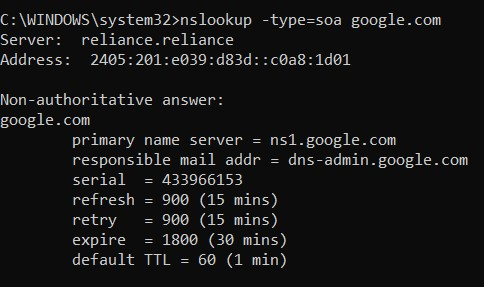 C:\WINDOWS\system32>nslookup -type=soa google.com
Server:  reliance.reliance
Address:  2405:201:e039:d83d::c0a8:1d01

Non-authoritative answer:
google.com
        primary name server = ns1.google.com
        responsible mail addr = dns-admin.google.com
        serial  = 433966153
        refresh = 900 (15 mins)
        retry   = 900 (15 mins)
        expire  = 1800 (30 mins)
        default TTL = 60 (1 min)